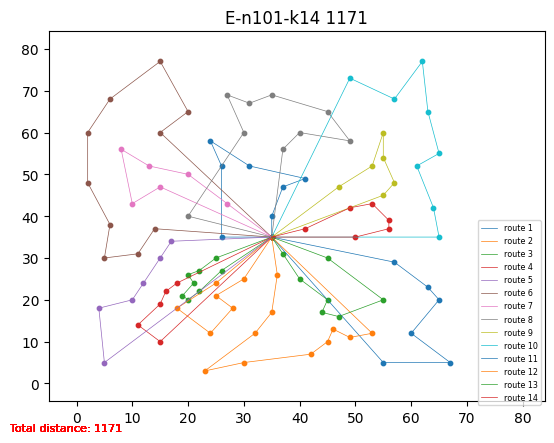 E-n101-k14 1171
80
70
60
50
40
30
20
10
0
0 10 20 30 40 50 60 70 80
route 1
route 2
route 3
route 4
route 5
route 6
route 7
route 8
route 9
route 10
route 11
route 12
route 13
route 14
Total distance: 1171